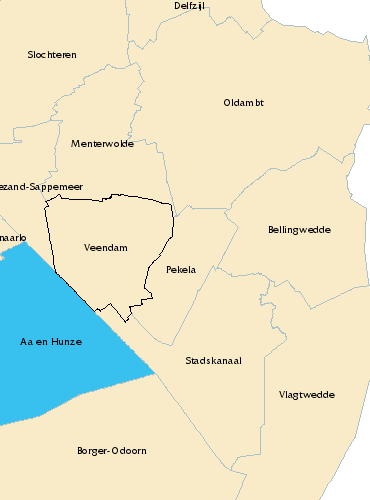 Delfzijl
Slochteren
Oldambt
Menterwolde
ezand-Sappemeer
Bellingwedde
naarlo
Veendam
Pekela
Aa en Hunze
Stadskanaal
Vlagtwedde
Borger-Odoorn